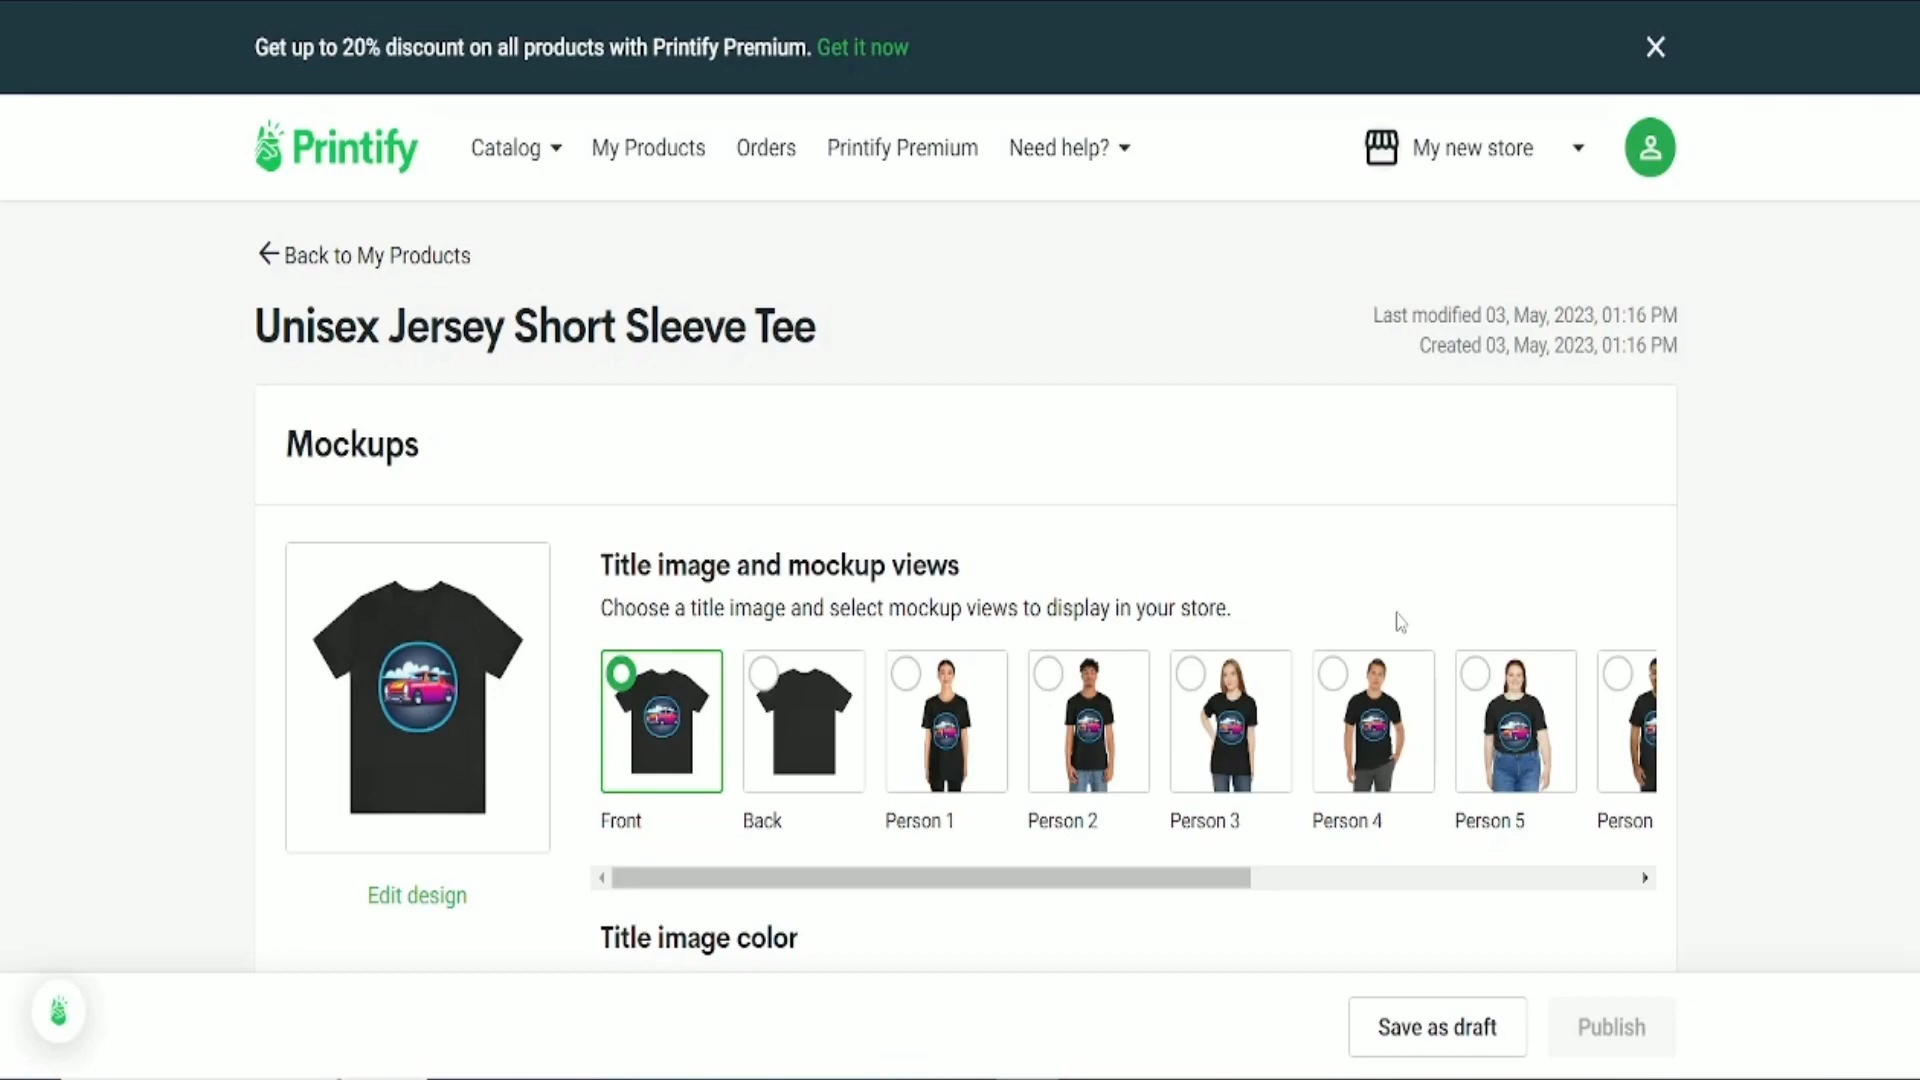 Get up to 20% discount on all products with Printify Premium. Get it now
Printify
Catalog
My Products
Orders
Printify Premium
Need help?
My new store
Back to My Products
Unisex Jersey Short Sleeve Tee
Last modified 03, May, 2023, 01:16 PM
Created 03, May, 2023, 01:16 PM
Mockups
Title image and mockup views
Choose a title image and select mockup views to display in your store.
Front
Back
Person 1
Person 2
Person 3
Person 4
Person 5
Person
Edit design
Title image color
Save as draft
Publish